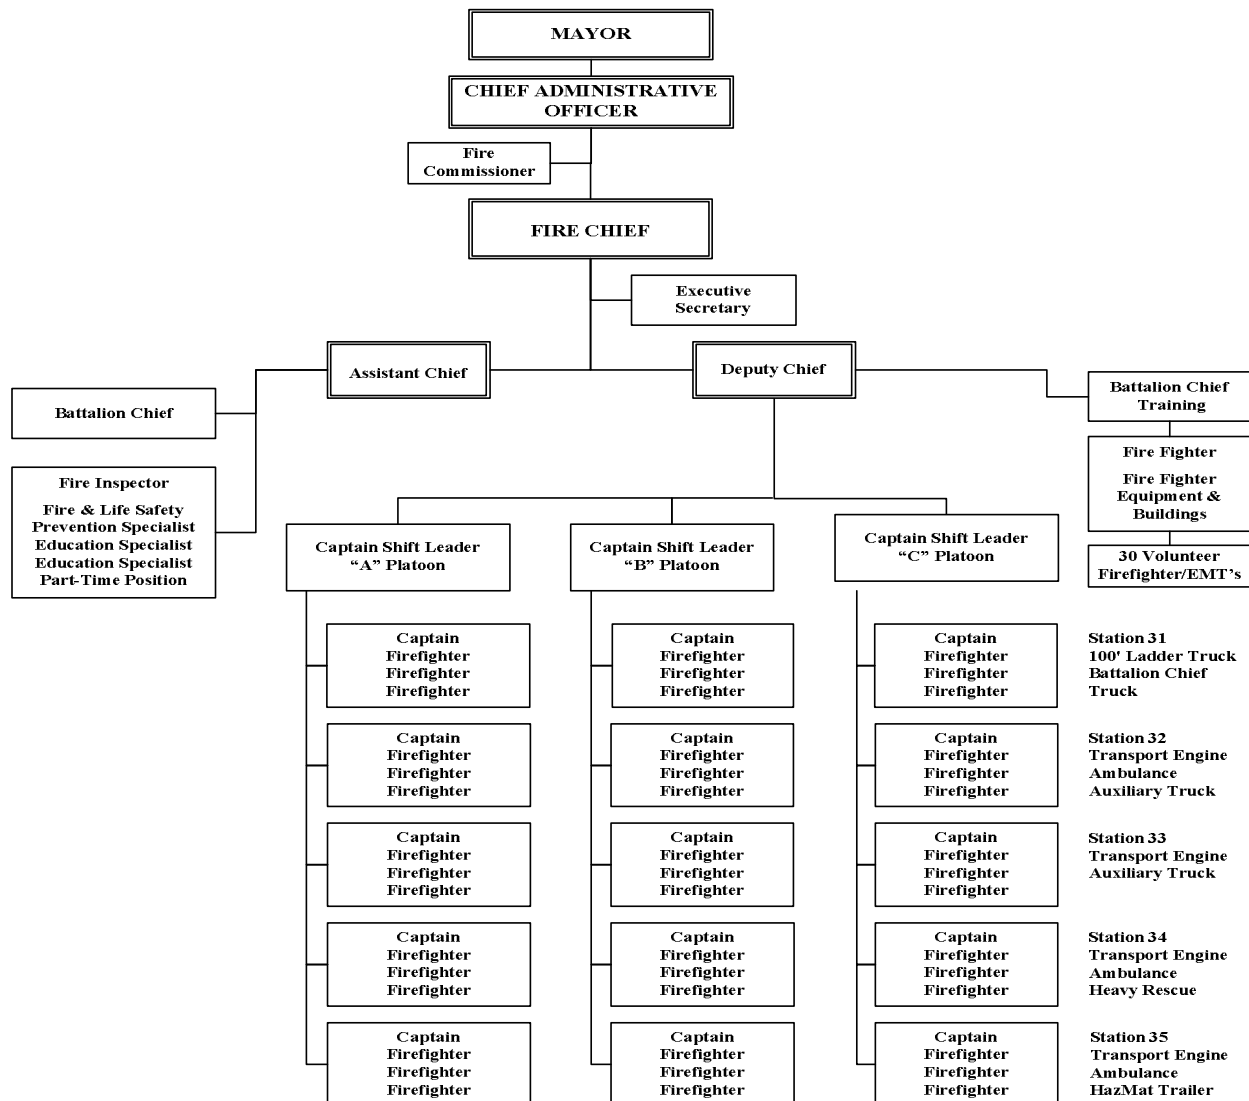 MAYOR
CHIEF ADMINISTRATIVE
OFFICER
Fire
Commissioner
FIRE CHIEF
Executive
Secretary
Assistant Chief
Deputy Chief
Battalion Chief
Battalion Chief
Training
Fire Inspector
Fire & Life Safety
Prevention Specialist
Education Specialist
Education Specialist
Part-Time Position
Fire Fighter
Fire Fighter
Equipment &
Buildings
30 Volunteer
Firefighter/EMT's
Captain Shift Leader
“A” Platoon
Captain Shift Leader
“B” Platoon
Captain Shift Leader
“C” Platoon
Captain
Firefighter
Firefighter
Firefighter
Captain
Firefighter
Firefighter
Firefighter
Captain
Firefighter
Firefighter
Firefighter
Station 31
100' Ladder Truck
Battalion Chief
Truck
Captain
Firefighter
Firefighter
Firefighter
Captain
Firefighter
Firefighter
Firefighter
Captain
Firefighter
Firefighter
Firefighter
Station 32
Transport Engine
Ambulance
Auxiliary Truck
Captain
Firefighter
Firefighter
Firefighter
Captain
Firefighter
Firefighter
Firefighter
Captain
Firefighter
Firefighter
Firefighter
Station 33
Transport Engine
Auxiliary Truck
Captain
Firefighter
Firefighter
Firefighter
Captain
Firefighter
Firefighter
Firefighter
Captain
Firefighter
Firefighter
Firefighter
Station 34
Transport Engine
Ambulance
Heavy Rescue
Captain
Firefighter
Firefighter
Firefighter
Captain
Firefighter
Firefighter
Firefighter
Captain
Firefighter
Firefighter
Firefighter
Station 35
Transport Engine
Ambulance
HazMat Trailer